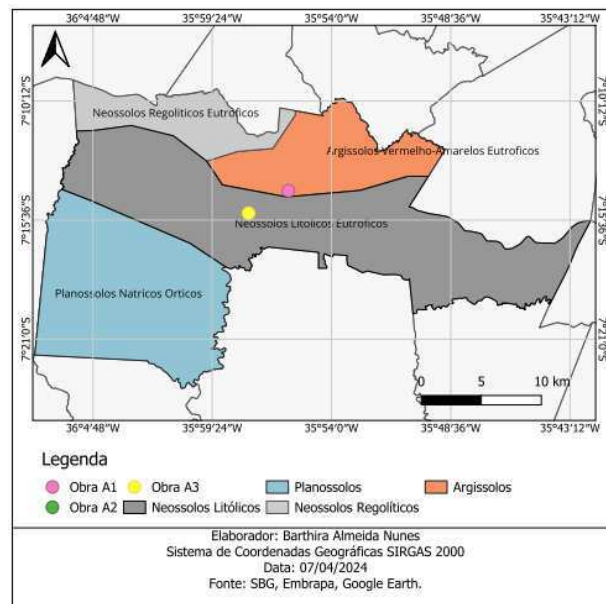 36°4'48"W 35°59'24"W 35°54'0"W 35°48'36"W 35°43'12"W
7°10'12"S 7°10'12"S
Neossolos Regolíticos Eutróficos
Argissolos Vermelho-Amarelos Eutroficos
7°15'36"S 7°15'36"S
Neossolos Litólicos Eutroficos
Planossolos Natricos Orticos
7°21'0"S 7°21'0"S
0 5 10 km
36°4'48"W 35°59'24"W 35°54'0"W 35°48'36"W 35°43'12"W
Legenda
Obra A1 Obra A3 Planossolos Argissolos
Obra A2 Neossolos Litólicos Neossolos Regolíticos
Elaborador: Barthira Almeida Nunes
Sistema de Coordenadas Geográficas SIRGAS 2000
Data: 07/04/2024
Fonte: SBG, Embrapa, Google Earth.